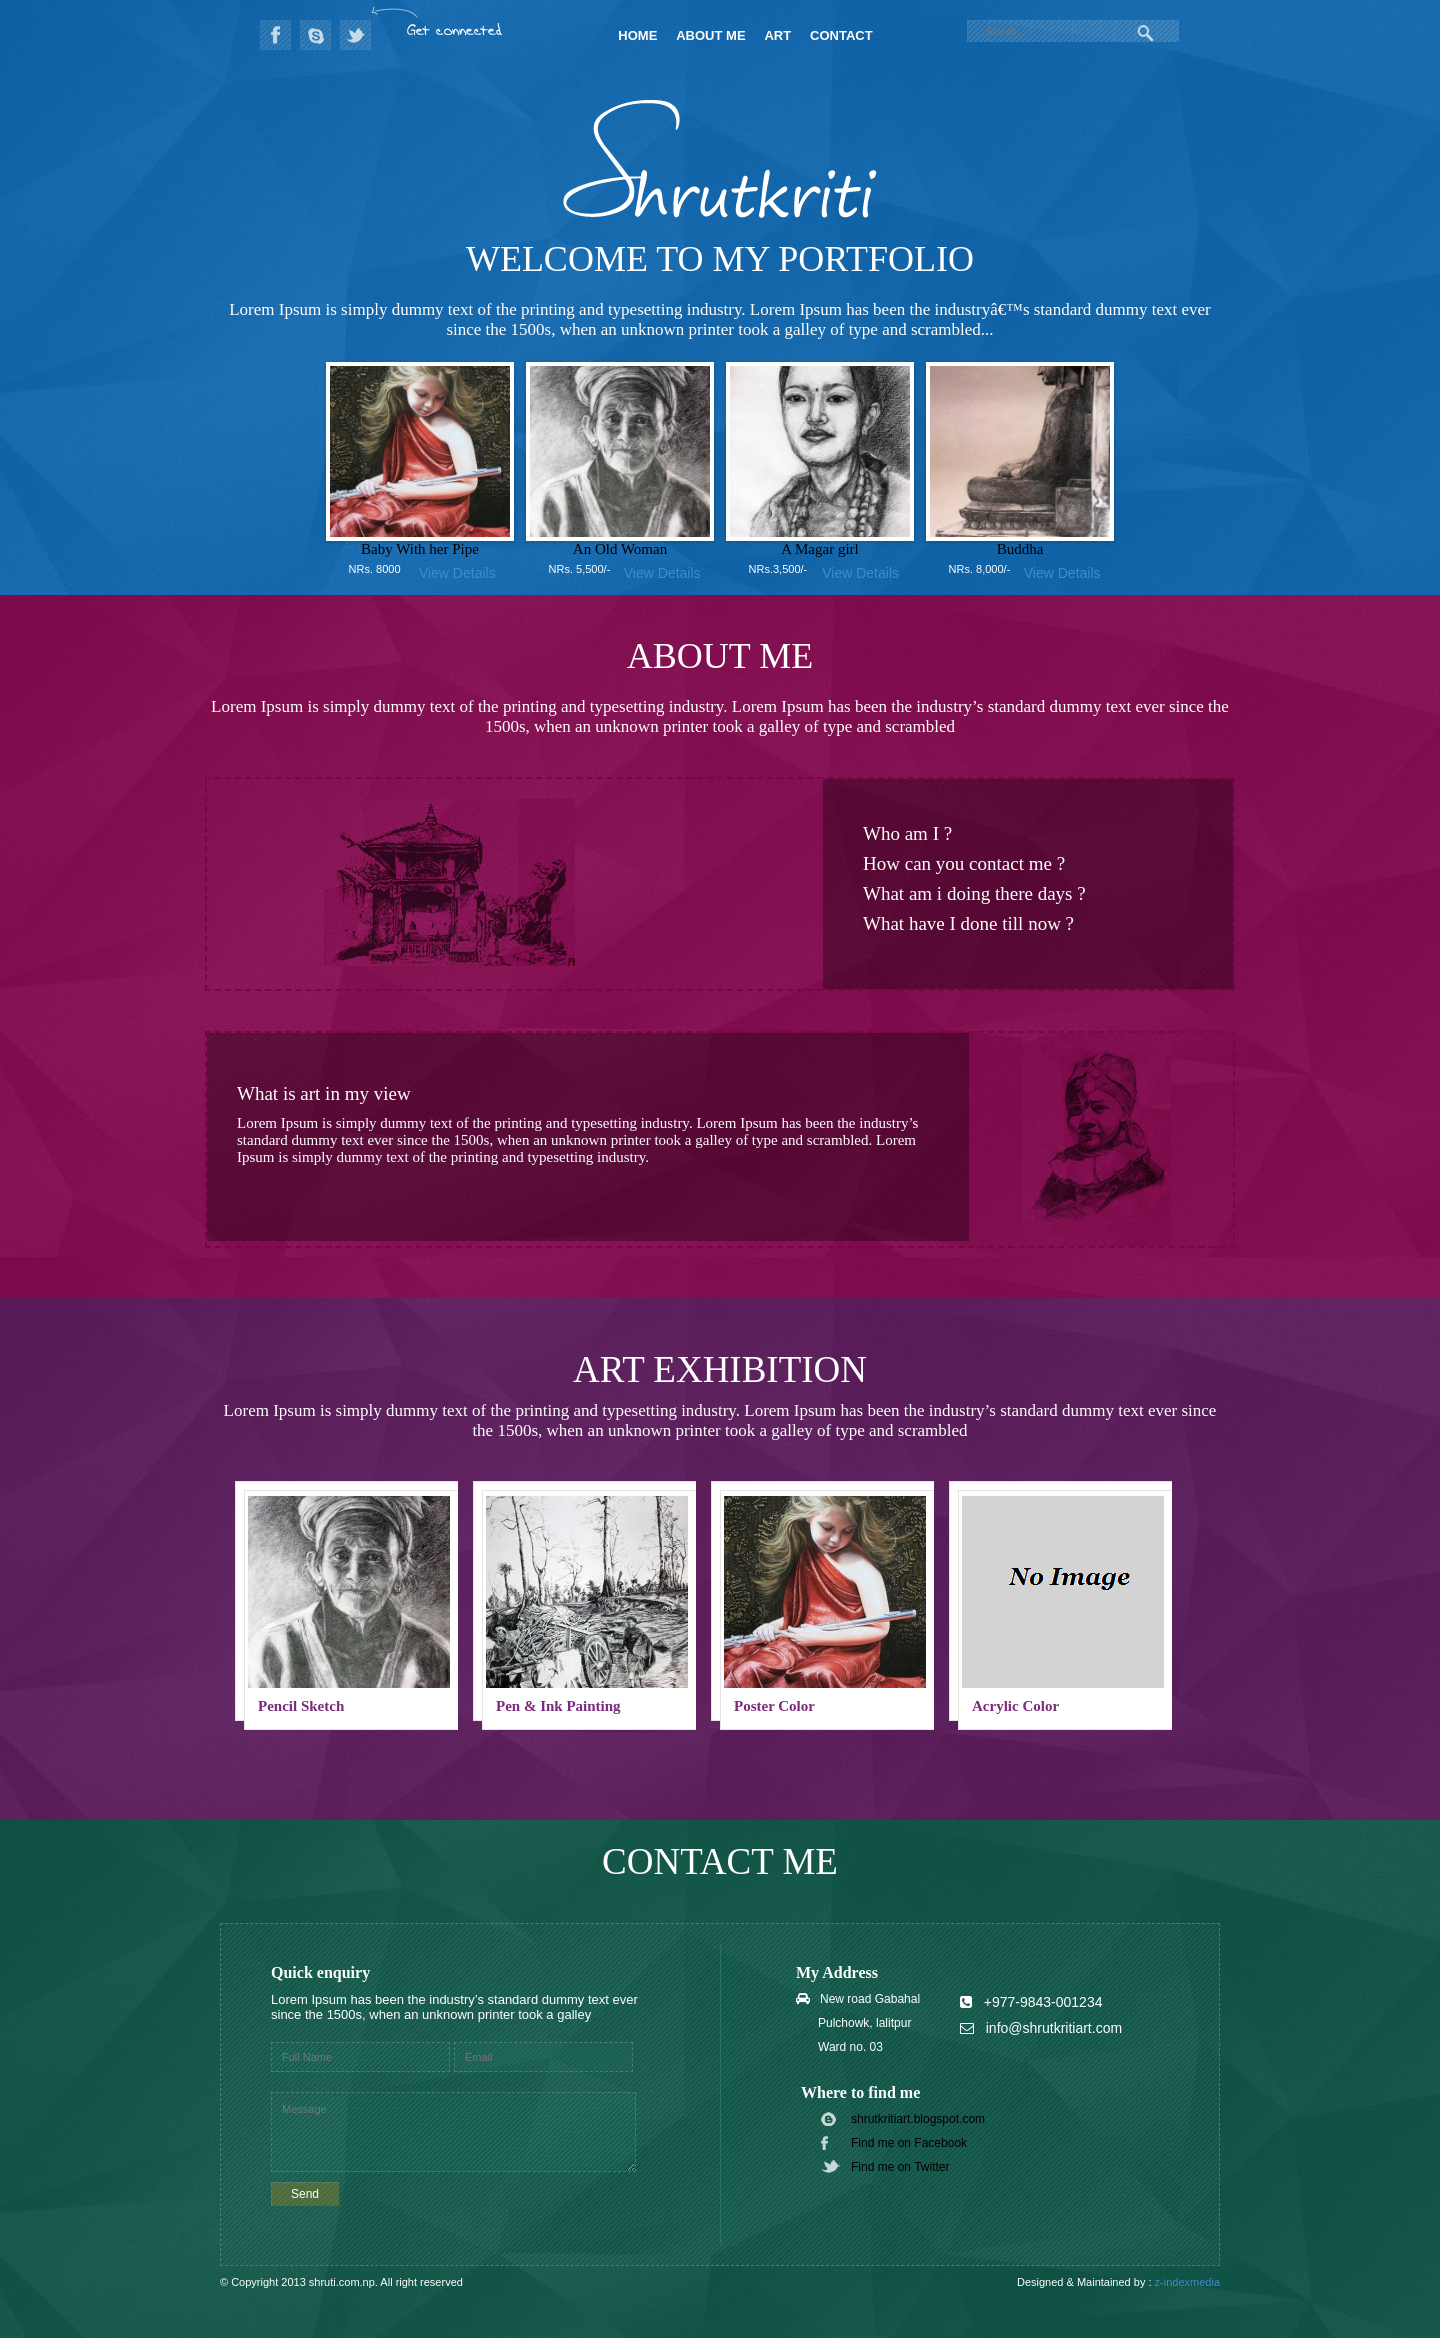 Get connected
HOME ABOUT ME ART CONTACT
Shrutkriti
WELCOME TO MY PORTFOLIO
Lorem Ipsum is simply dummy text of the printing and typesetting industry. Lorem Ipsum has been the industryâ€™s standard dummy text ever
since the 1500s, when an unknown printer took a galley of type and scrambled...
Baby With her Pipe
NRs. 8000 View Details
An Old Woman
NRs. 5,500/- View Details
A Magar girl
NRs.3,500/- View Details
Buddha
NRs. 8,000/- View Details
ABOUT ME
Lorem Ipsum is simply dummy text of the printing and typesetting industry. Lorem Ipsum has been the industry’s standard dummy text ever since the
1500s, when an unknown printer took a galley of type and scrambled
Who am I ?
How can you contact me ?
What am i doing there days ?
What have I done till now ?
What is art in my view
Lorem Ipsum is simply dummy text of the printing and typesetting industry. Lorem Ipsum has been the industry’s
standard dummy text ever since the 1500s, when an unknown printer took a galley of type and scrambled. Lorem
Ipsum is simply dummy text of the printing and typesetting industry.
ART EXHIBITION
Lorem Ipsum is simply dummy text of the printing and typesetting industry. Lorem Ipsum has been the industry’s standard dummy text ever since
the 1500s, when an unknown printer took a galley of type and scrambled
No Image
Pencil Sketch
Pen & Ink Painting
Poster Color
Acrylic Color
CONTACT ME
Quick enquiry
Lorem Ipsum has been the industry’s standard dummy text ever
since the 1500s, when an unknown printer took a galley
Full Name
Email
Message
Send
My Address
New road Gabahal
Pulchowk, lalitpur
Ward no. 03
+977-9843-001234
info@shrutkritiart.com
Where to find me
shrutkritiart.blogspot.com
Find me on Facebook
Find me on Twitter
© Copyright 2013 shruti.com.np. All right reserved
Designed & Maintained by : z-indexmedia